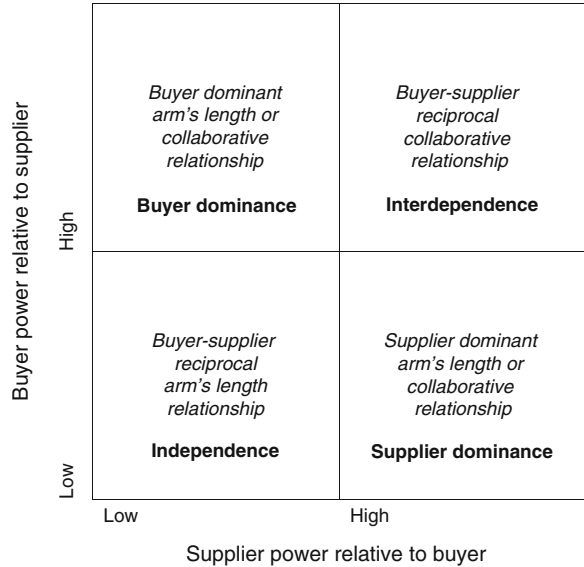 Buyer power relative to supplier
High
Low
Buyer dominant
arm's length or
collaborative
relationship
Buyer dominance
Buyer-supplier
reciprocal
collaborative
relationship
Interdependence
Buyer-supplier
reciprocal
arm's length
relationship
Independence
Supplier dominant
arm's length or
collaborative
relationship
Supplier dominance
Low
High
Supplier power relative to buyer